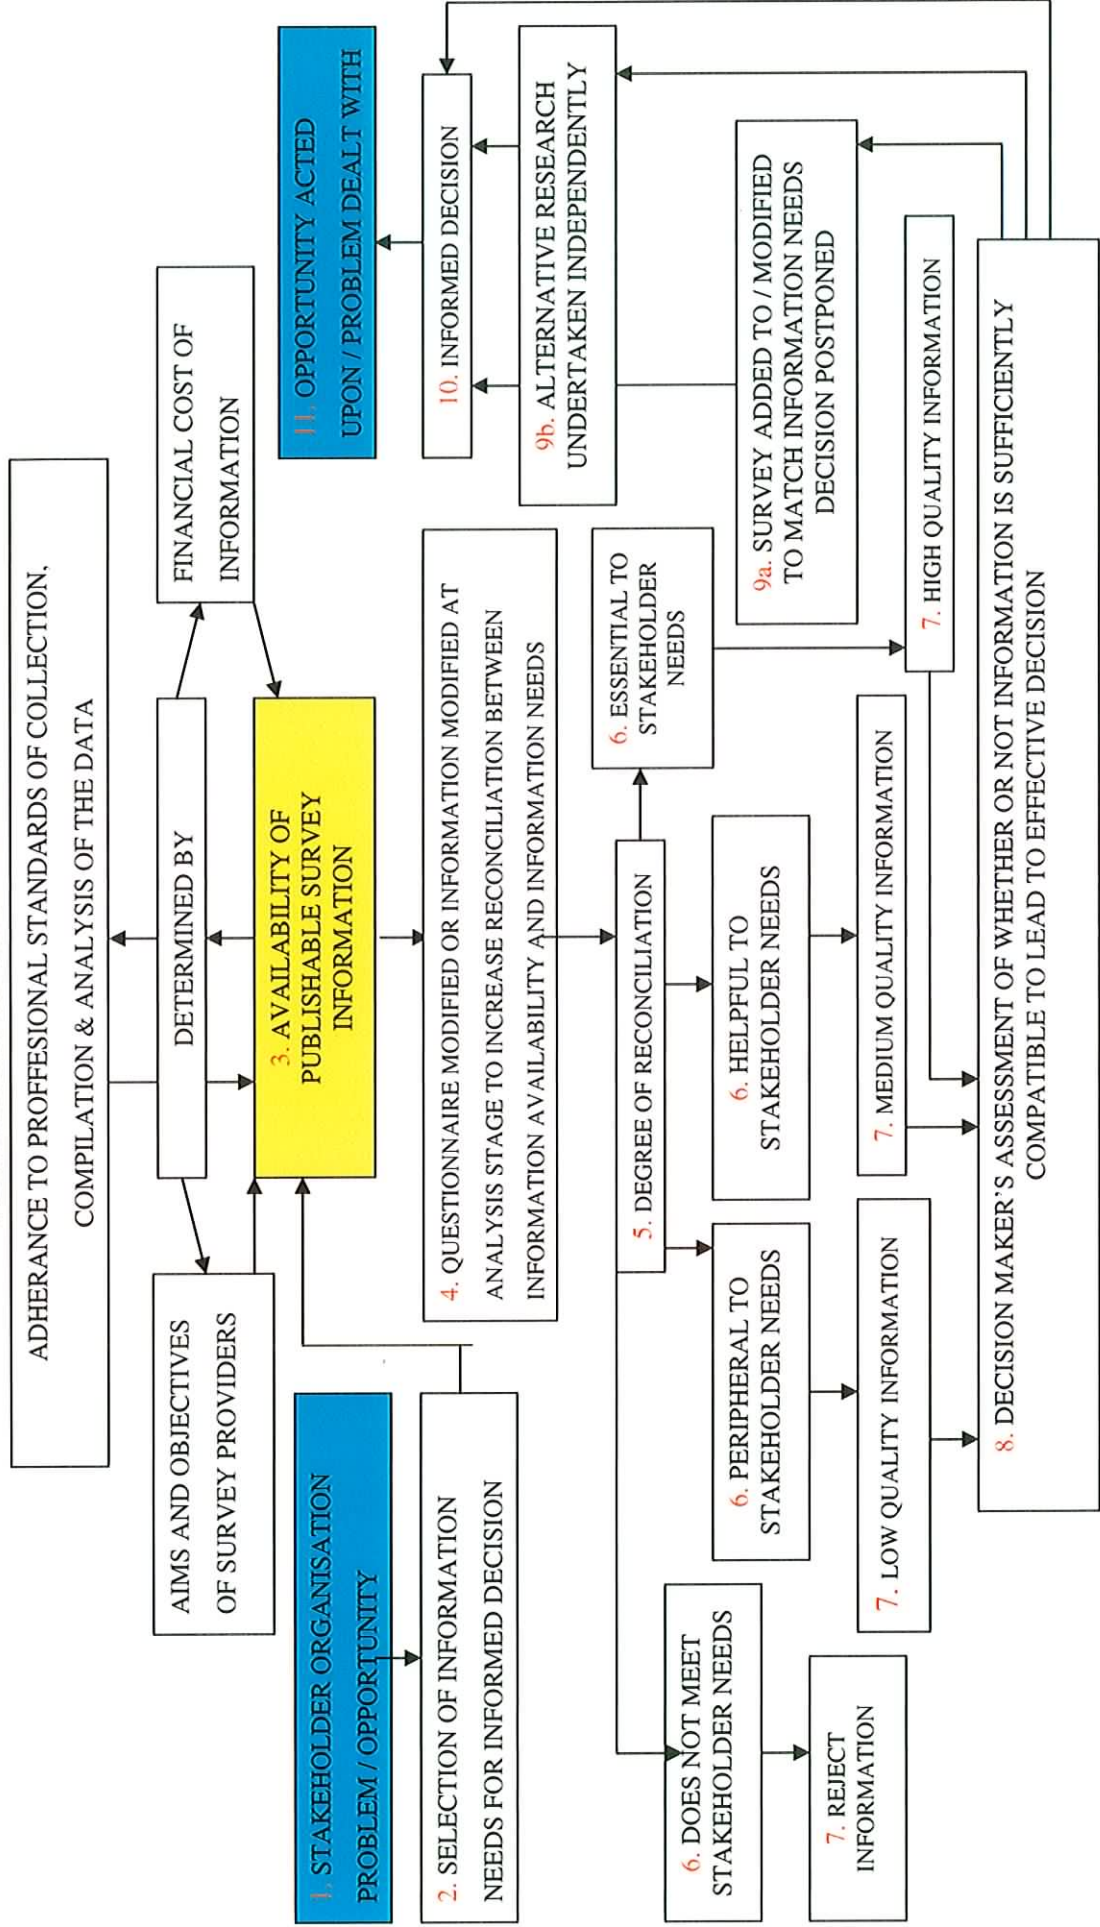 ADHERANCE TO PROFFESIONAL STANDARDS OF COLLECTION,
COMPILATION & ANALYSIS OF THE DATA
AIMS AND OBJECTIVES
OF SURVEY PROVIDERS
DETERMINED BY
FINANCIAL COST OF
INFORMATION
1. STAKEHOLDER ORGANISATION
PROBLEM / OPPORTUNITY
3. AVAILABILITY OF
PUBLISHABLE SURVEY
INFORMATION
11. OPPORTUNITY ACTED
UPON / PROBLEM DEALT WITH
2. SELECTION OF INFORMATION
NEEDS FOR INFORMED DECISION
4. QUESTIONNAIRE MODIFIED OR INFORMATION MODIFIED AT
ANALYSIS STAGE TO INCREASE RECONCILIATION BETWEEN
INFORMATION AVAILABILITY AND INFORMATION NEEDS
10. INFORMED DECISION
9b. ALTERNATIVE RESEARCH
UNDERTAKEN INDEPENDENTLY
5. DEGREE OF RECONCILIATION
6. DOES NOT MEET
STAKEHOLDER NEEDS
6. PERIPHERAL TO
STAKEHOLDER NEEDS
6. HELPFUL TO
STAKEHOLDER NEEDS
6. ESSENTIAL TO
STAKEHOLDER
NEEDS
9a. SURVEY ADDED TO / MODIFIED
TO MATCH INFORMATION NEEDS
DECISION POSTPONED
7. REJECT
INFORMATION
7. LOW QUALITY INFORMATION
7. MEDIUM QUALITY INFORMATION
7. HIGH QUALITY INFORMATION
8. DECISION MAKER'S ASSESSMENT OF WHETHER OR NOT INFORMATION IS SUFFICIENTLY
COMPATIBLE TO LEAD TO EFFECTIVE DECISION